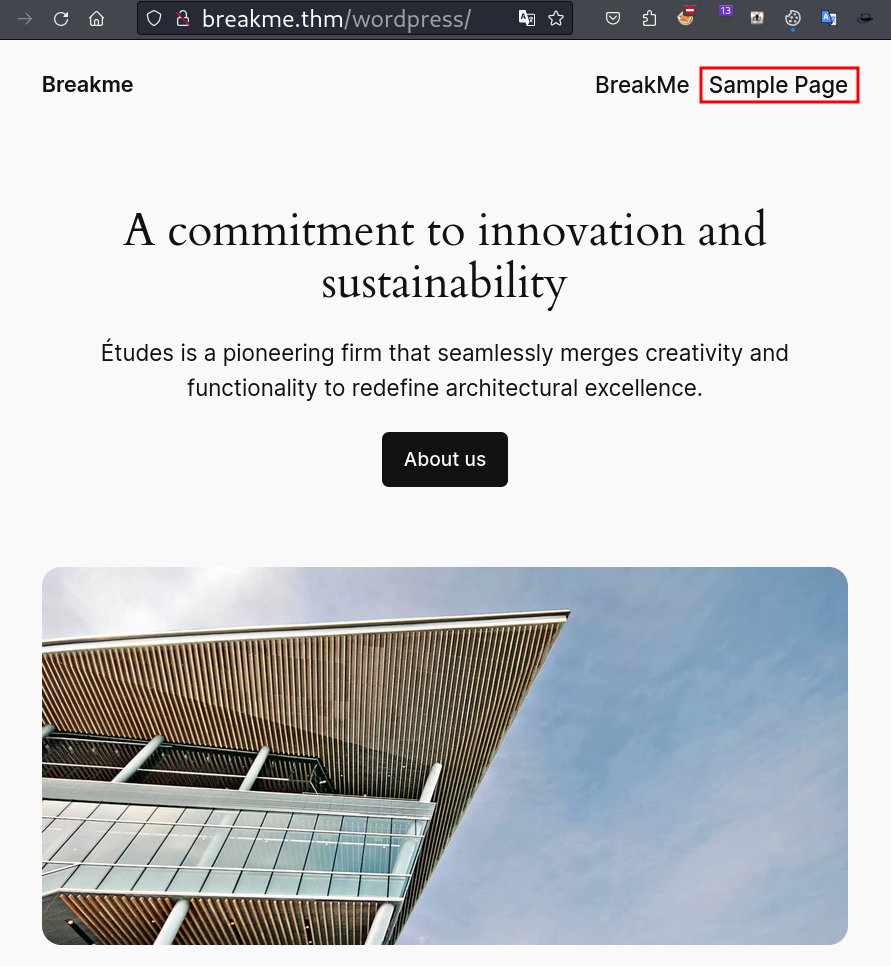 breakme.thm/wordpress/
13
Breakme
BreakMe Sample Page
A commitment to innovation and
sustainability
Études is a pioneering firm that seamlessly merges creativity and
functionality to redefine architectural excellence.
About us